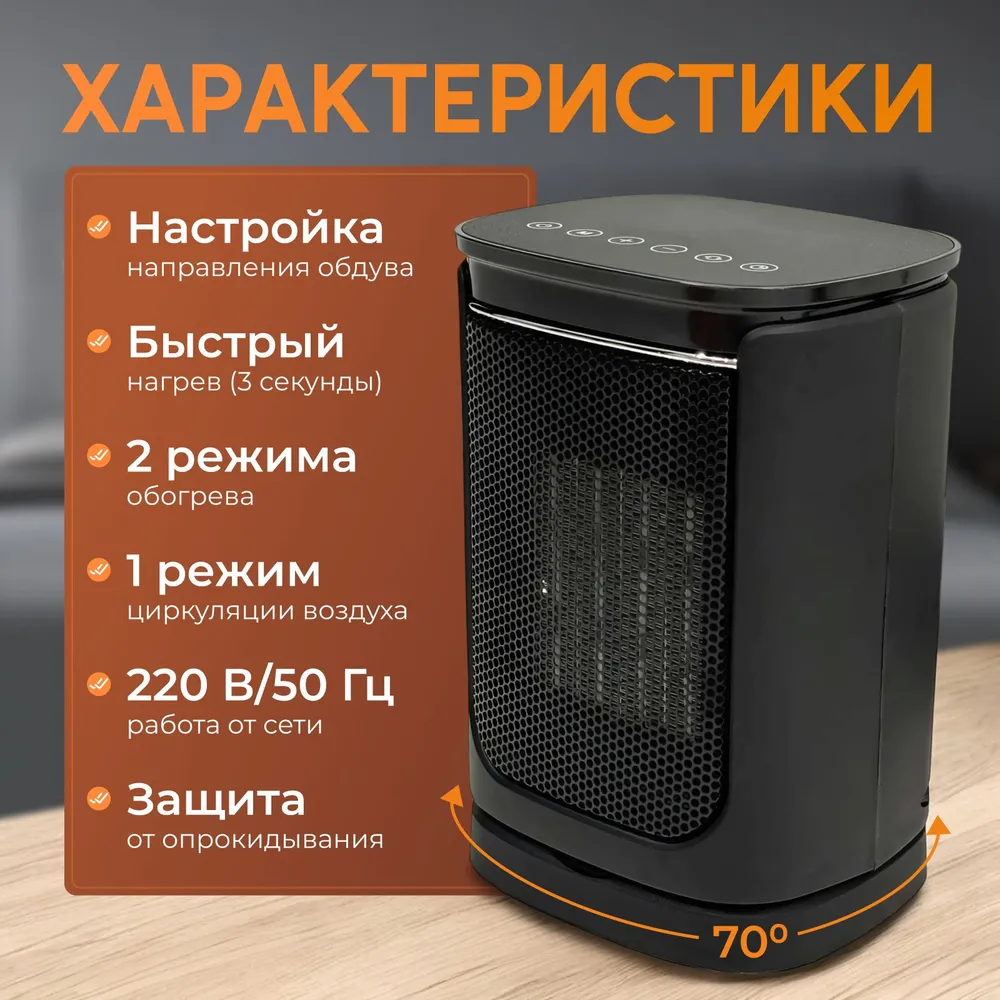 ХАРАКТЕРИСТИКИ
Настройка
направления обдува
Быстрый
нагрев (3 секунды)
2 режима
обогрева
1 режим
циркуляции воздуха
220 В/50 Гц
работа от сети
Защита
от опрокидывания
70º